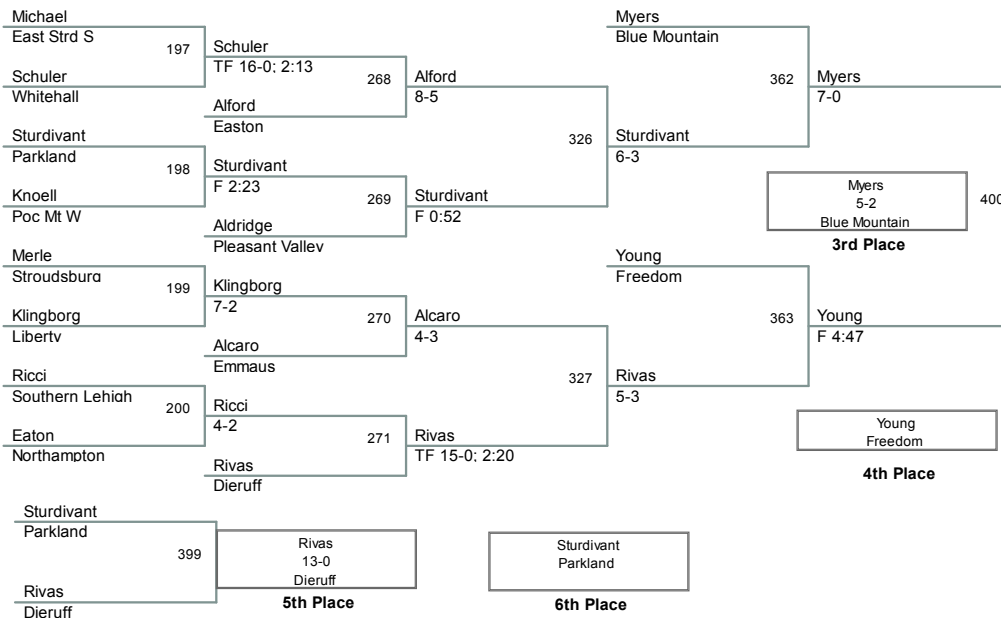 Michael
East Strd S
197
Schuler
Whitehall
Sturdivant
Parkland
198
Knoell
Poc Mt W
Merle
Stroudsburg
199
Klingborg
Liberty
Ricci
Southern Lehigh
200
Eaton
Northampton
Schuler
TF 16-0; 2:13
268
Alford
Easton
Sturdivant
F 2:23
269
Aldridge
Pleasant Valley
Klingborg
7-2
270
Alcaro
Emmaus
Ricci
4-2
271
Rivas
Dieruff
Alford
8-5
326
Sturdivant
F 0:52
Alcaro
4-3
327
Rivas
TF 15-0; 2:20
Myers
Blue Mountain
362
Sturdivant
6-3
Young
Freedom
363
Rivas
5-3
Myers
7-0
Myers
5-2
Blue Mountain
400
3rd Place
Young
F 4:47
Young
Freedom
4th Place
Sturdivant
Parkland
399
Rivas
Dieruff
Rivas
13-0
Dieruff
5th Place
Sturdivant
Parkland
6th Place